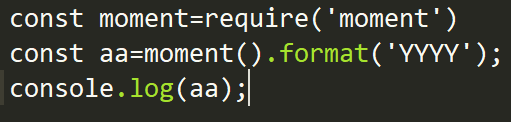 const moment=require('moment')
const aa=moment().format('YYYY');
console.log(aa);